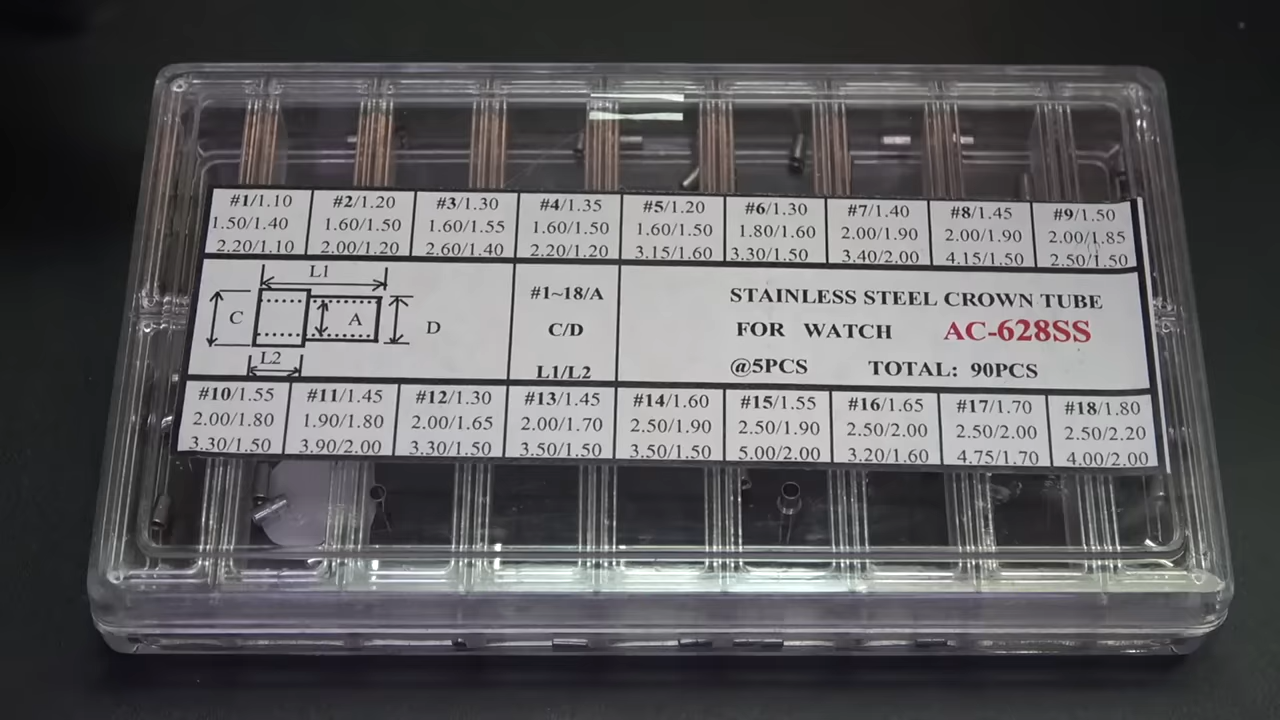 #1/1.10 #2/1.20 #3/1.30 #4/1.35 #5/1.20 #6/1.30 #7/1.40 #8/1.45 #9/1.50
1.50/1.40 1.60/1.50 1.60/1.55 1.60/1.50 1.60/1.50 1.80/1.60 2.00/1.90 2.00/1.90 2.00/1.85
2.20/1.10 2.00/1.20 2.60/1.40 2.20/1.20 3.15/1.60 3.30/1.50 3.40/2.00 4.15/1.50 2.50/1.50
L1
C
A
D
L2
#1~18/A
C/D
L1/L2
STAINLESS STEEL CROWN TUBE
FOR WATCH AC-628SS
@5PCS TOTAL: 90PCS
#10/1.55 #11/1.45 #12/1.30 #13/1.45 #14/1.60 #15/1.55 #16/1.65 #17/1.70 #18/1.80
2.00/1.80 1.90/1.80 2.00/1.65 2.00/1.70 2.50/1.90 2.50/1.90 2.50/2.00 2.50/2.00 2.50/2.20
3.30/1.50 3.90/2.00 3.30/1.50 3.50/1.50 3.50/1.50 5.00/2.00 3.20/1.60 4.75/1.70 4.00/2.00